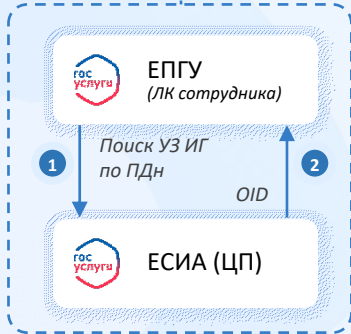 гос
услуги
ЕПГУ
(ЛК сотрудника)
1
Поиск УЗ ИГ
по ПДн
2
OID
гос
услуги
ЕСИА (ЦП)